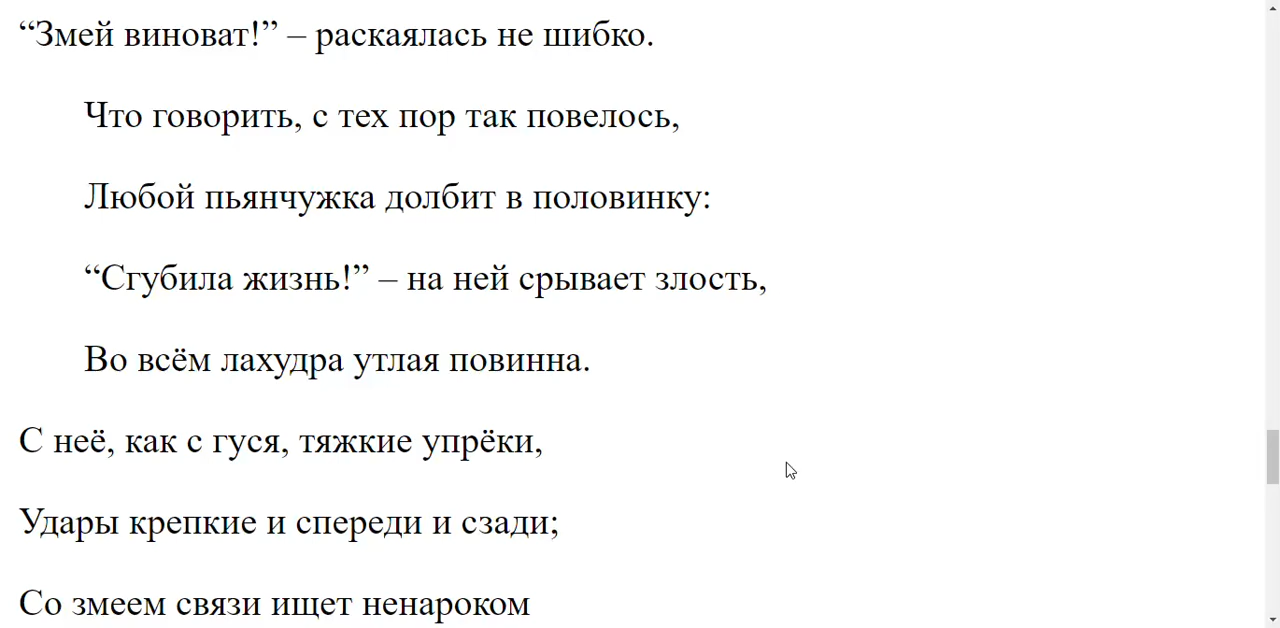 “Змей виноват!” – раскаялась не шибко.
Что говорить, с тех пор так повелось,
Любой пьянчужка долбит в половинку:
“Сгубила жизнь!” – на ней срывает злость,
Во всём лахудра утлая повинна.
С неё, как с гуся, тяжкие упрёки,
Удары крепкие и спереди и сзади;
Со змеем связи ищет ненароком